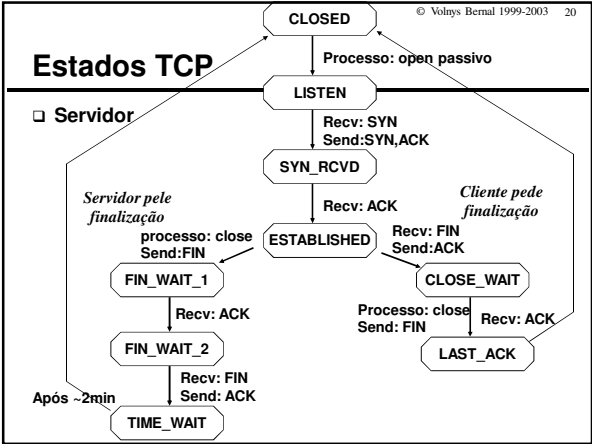 © Volnys Bernal 1999-2003 20
CLOSED
Estados TCP
Processo: open passivo
LISTEN
❑ Servidor
Recv: SYN
Send:SYN,ACK
SYN_RCVD
Servidor pele
finalização
Cliente pede
finalização
Recv: ACK
processo: close
Send:FIN
ESTABLISHED
Recv: FIN
Send:ACK
FIN_WAIT_1
CLOSE_WAIT
Recv: ACK
Processo: close
Send: FIN
Recv: ACK
FIN_WAIT_2
LAST_ACK
Recv: FIN
Send: ACK
Após ~2min
TIME_WAIT